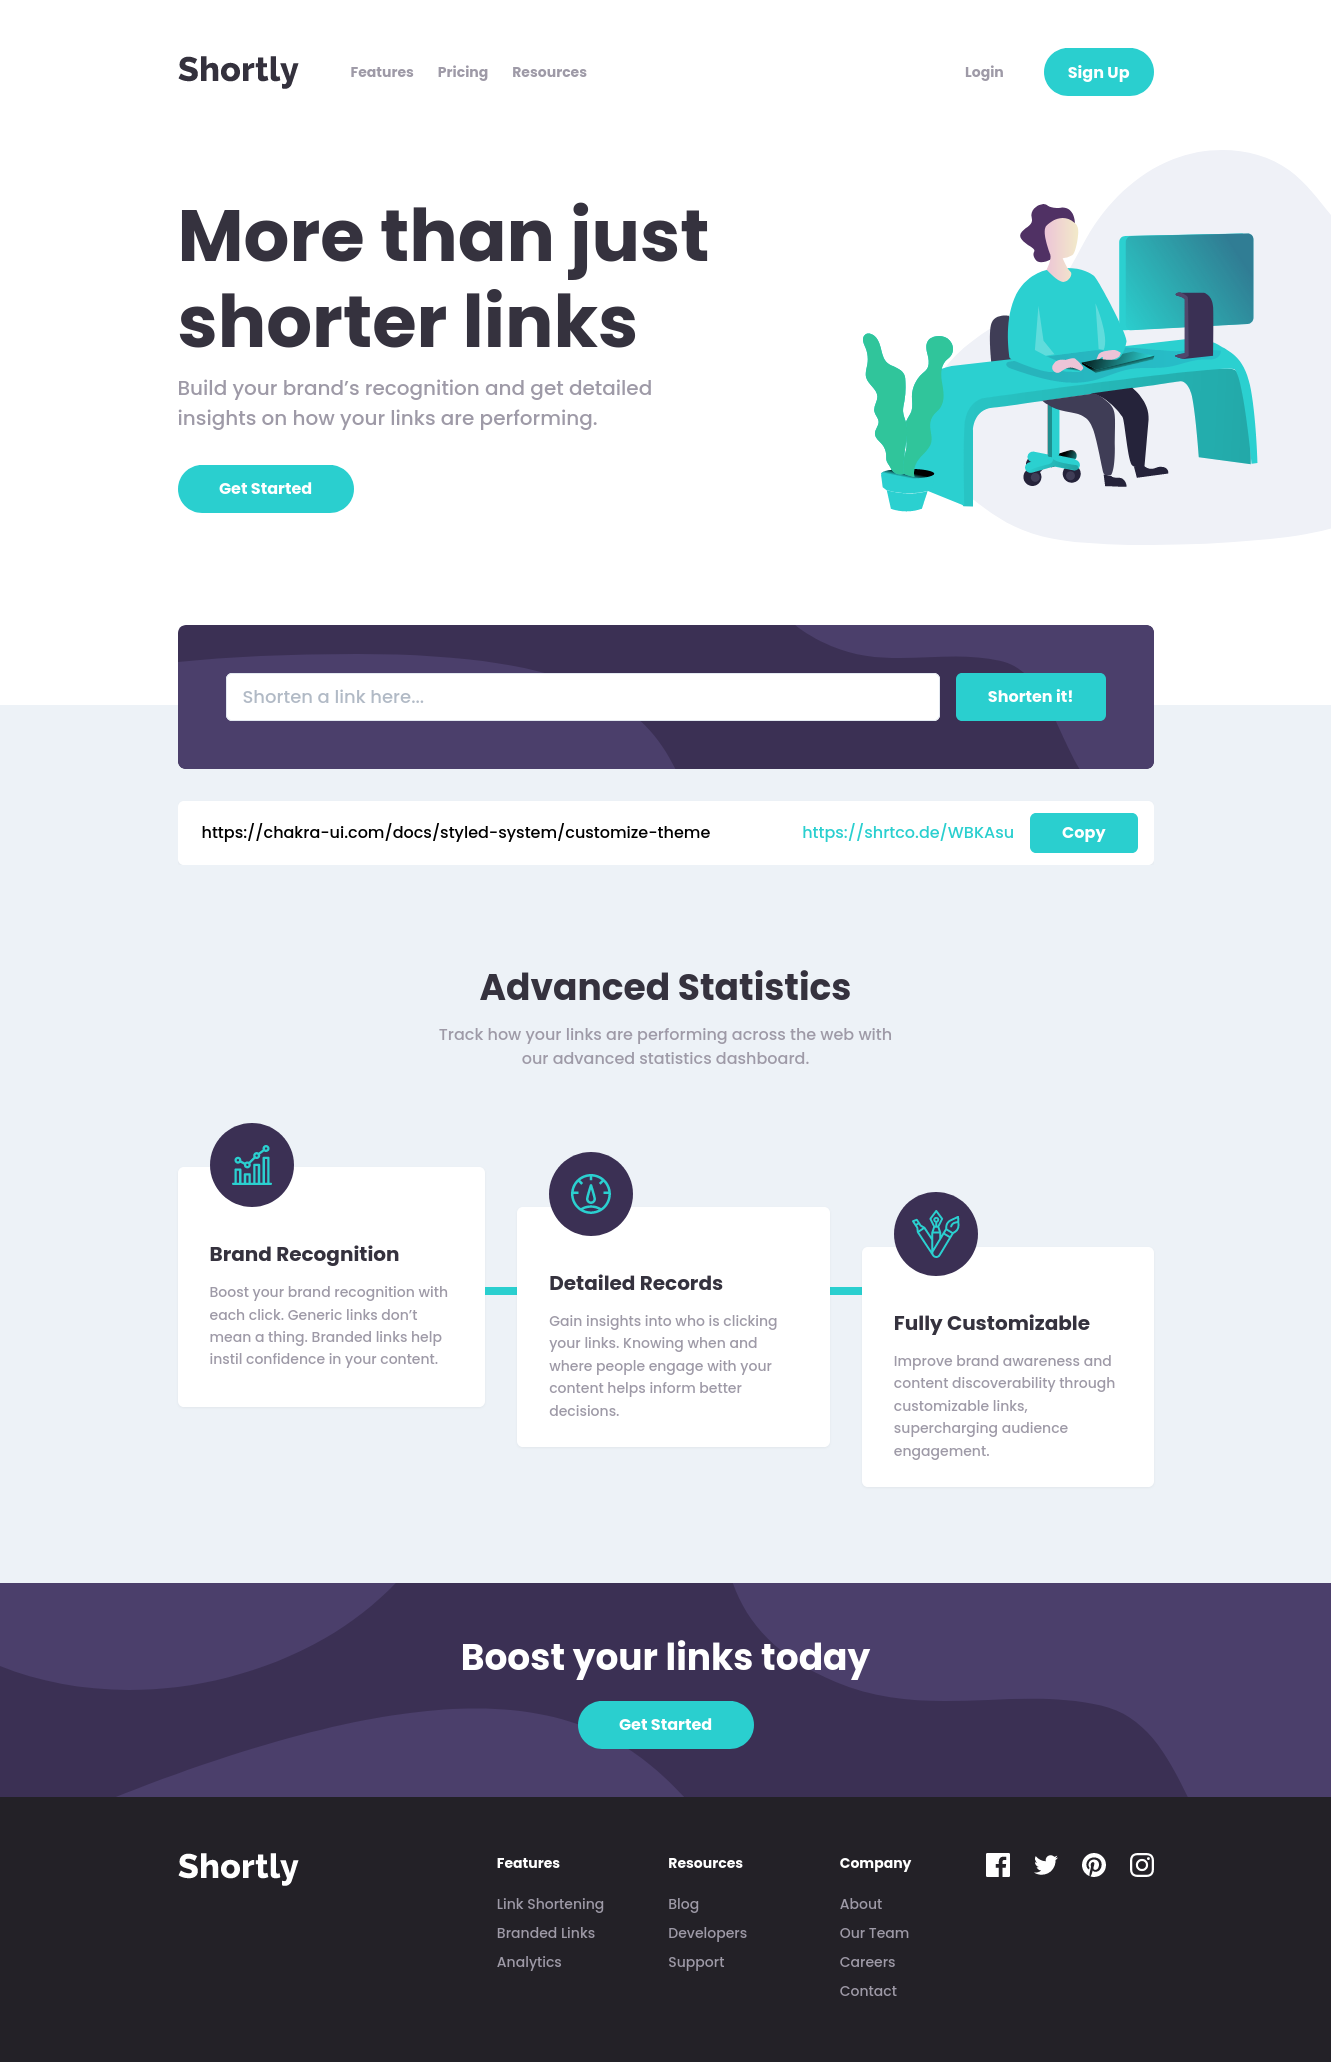 Shortly
Features Pricing Resources
Login
Sign Up
More than just
shorter links
Build your brand’s recognition and get detailed
insights on how your links are performing.
Get Started
Shorten a link here...
Shorten it!
https://chakra-ui.com/docs/styled-system/customize-theme
https://shrtco.de/WBKAsu
Copy
Advanced Statistics
Track how your links are performing across the web with
our advanced statistics dashboard.
Brand Recognition
Boost your brand recognition with
each click. Generic links don’t
mean a thing. Branded links help
instil confidence in your content.
Detailed Records
Gain insights into who is clicking
your links. Knowing when and
where people engage with your
content helps inform better
decisions.
Fully Customizable
Improve brand awareness and
content discoverability through
customizable links,
supercharging audience
engagement.
Boost your links today
Get Started
Shortly
Features
Link Shortening
Branded Links
Analytics
Resources
Blog
Developers
Support
Company
About
Our Team
Careers
Contact